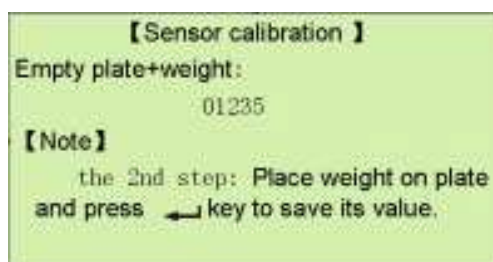 【Sensor calibration 】
Empty plate+weight:
01235
【Note】
the 2nd step: Place weight on plate
and press ↵ key to save its value.